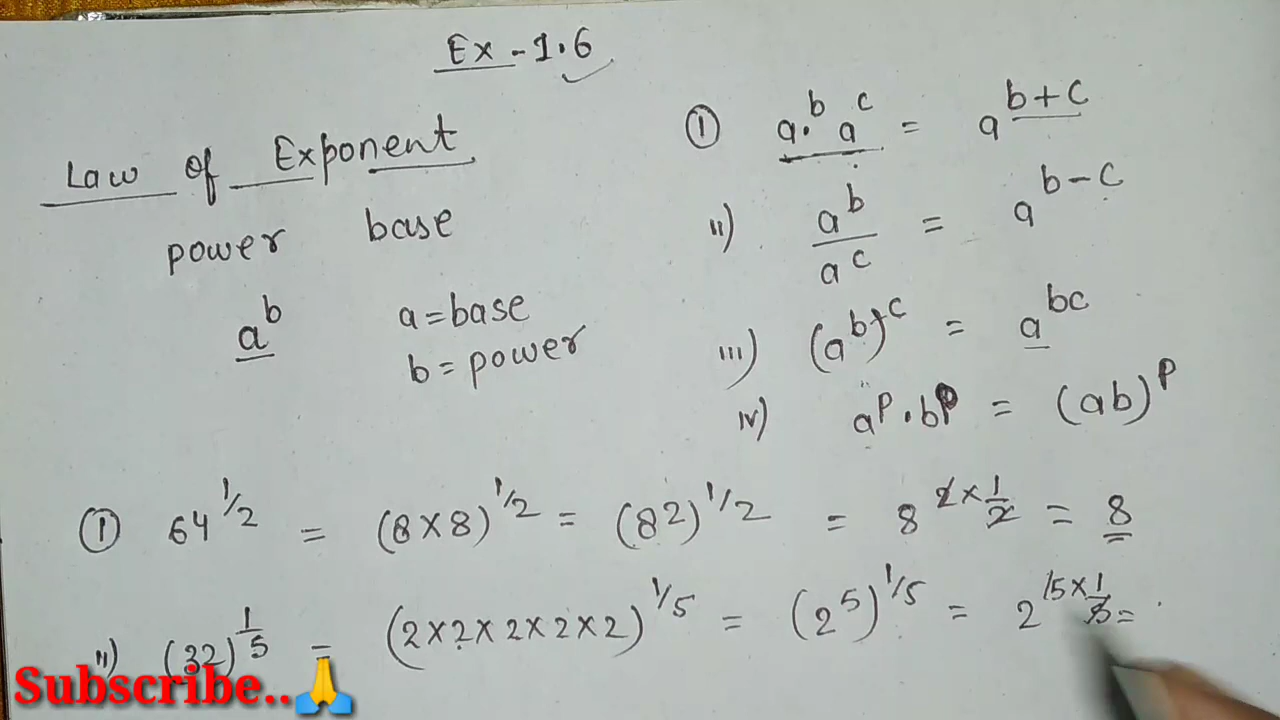 Ex - 1.6
Law of Exponent
power base
a^b
a = base
b = power
① a^b . a^c = a^(b+c)
ii) a^b / a^c = a^(b-c)
iii) (a^b)^c = a^(bc)
iv) a^p . b^p = (ab)^p
① 64^(1/2) = (8×8)^(1/2) = (8^2)^(1/2) = 8^(2×1/2) = 8
ii) (32)^(1/5) = (2×2×2×2×2)^(1/5) = (2^5)^(1/5) = 2^(5×1/5) =
Subscribe..🙏